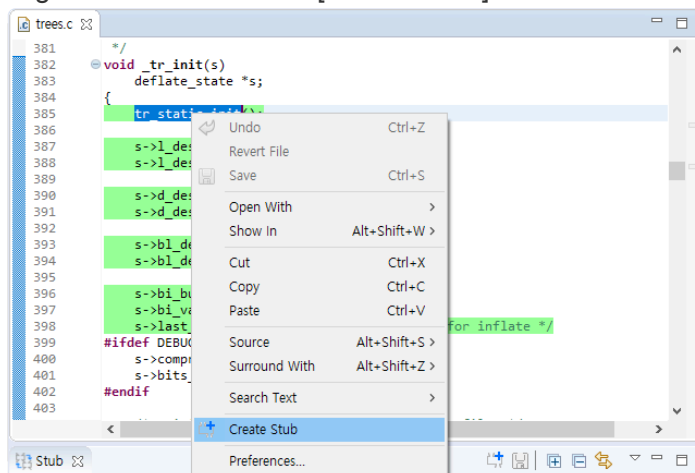 trees.c
381 */
382 void _tr_init(s)
383 deflate_state *s;
384 {
385 tr_static_init();
386
Undo Ctrl+Z
387 s->l_des
Revert File
388 s->l_des
389
Save Ctrl+S
390 s->d_des
Open With >
391 s->d_des
Show In Alt+Shift+W >
392
393 s->bl_de
Cut Ctrl+X
394 s->bl_de
Copy Ctrl+C
395
396 s->bi_bu
Paste Ctrl+V
397 s->bi_va
398 s->last_ for inflate */
399 #ifdef DEBUG
Source Alt+Shift+S >
400 s->compr
Surround With Alt+Shift+Z >
401 s->bits_
402 #endif
Search Text >
403
Create Stub
Stub
Preferences...